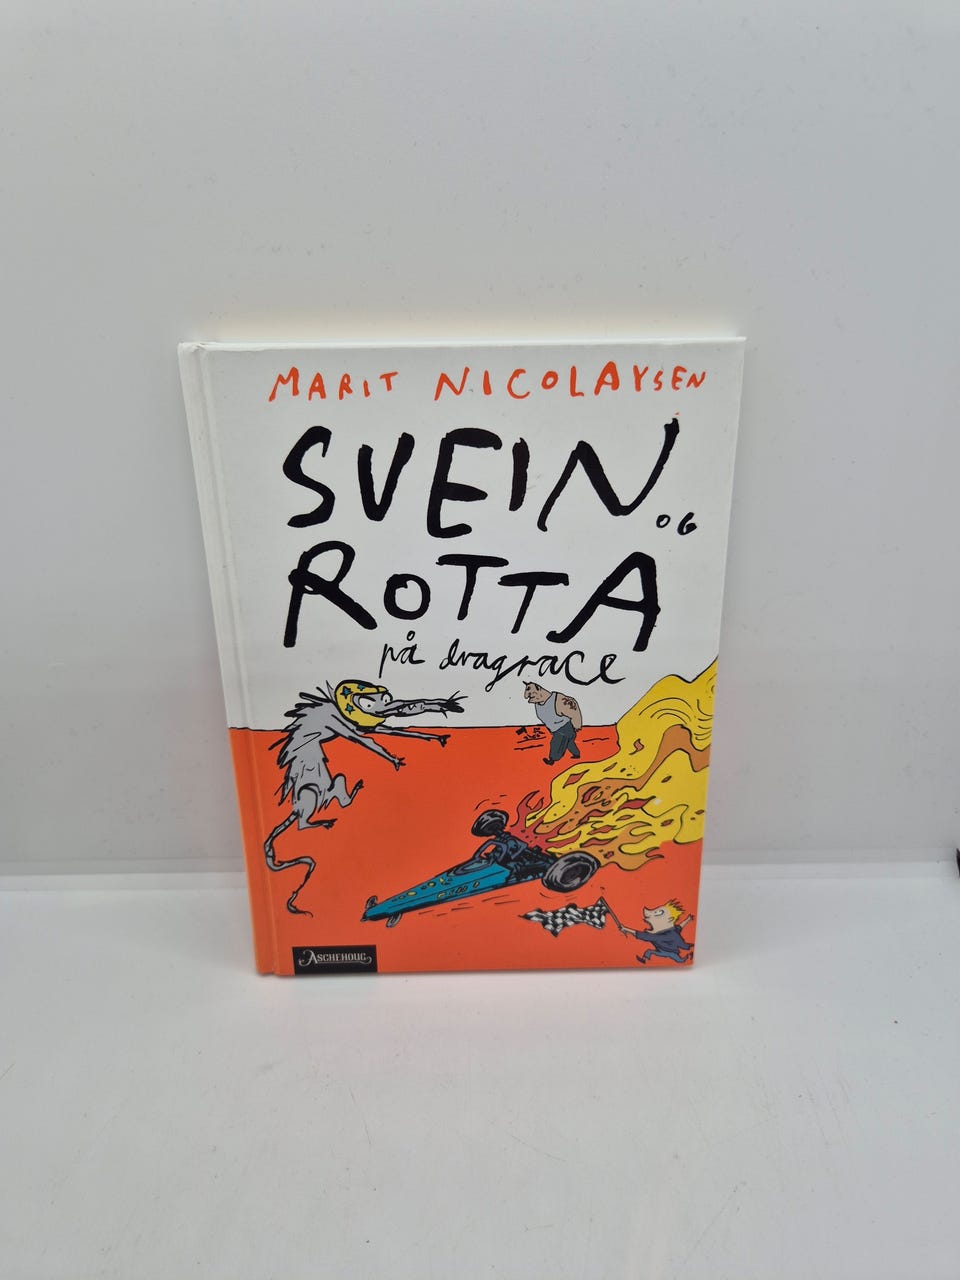 MARIT NICOLAYSEN
SVEIN
OG
ROTTA
på dragrace
ASCHEHOUG